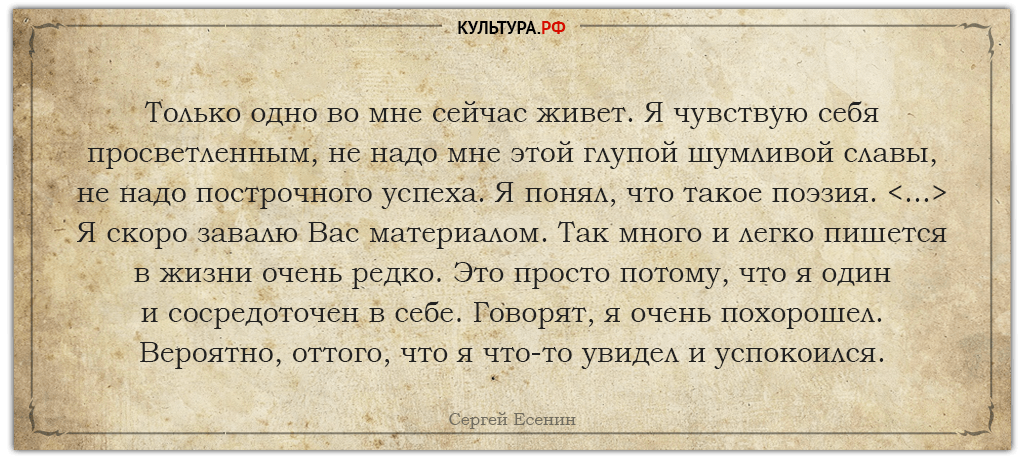 КУЛЬТУРА.РФ
Только одно во мне сейчас живет. Я чувствую себя
просветленным, не надо мне этой глупой шумливой славы,
не надо построчного успеха. Я понял, что такое поэзия. <...>
Я скоро завалю Вас материалом. Так много и легко пишется
в жизни очень редко. Это просто потому, что я один
и сосредоточен в себе. Говорят, я очень похорошел.
Вероятно, оттого, что я что-то увидел и успокоился.
Сергей Есенин